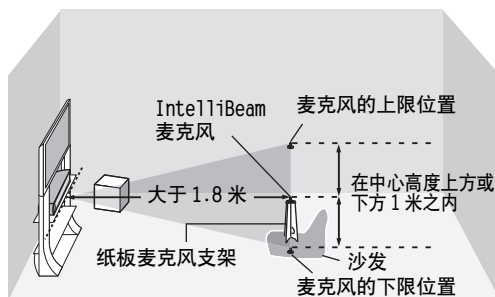 IntelliBeam
麦克风
麦克风的上限位置
大于 1.8 米
在中心高度上方或
下方 1 米之内
纸板麦克风支架
沙发
麦克风的下限位置